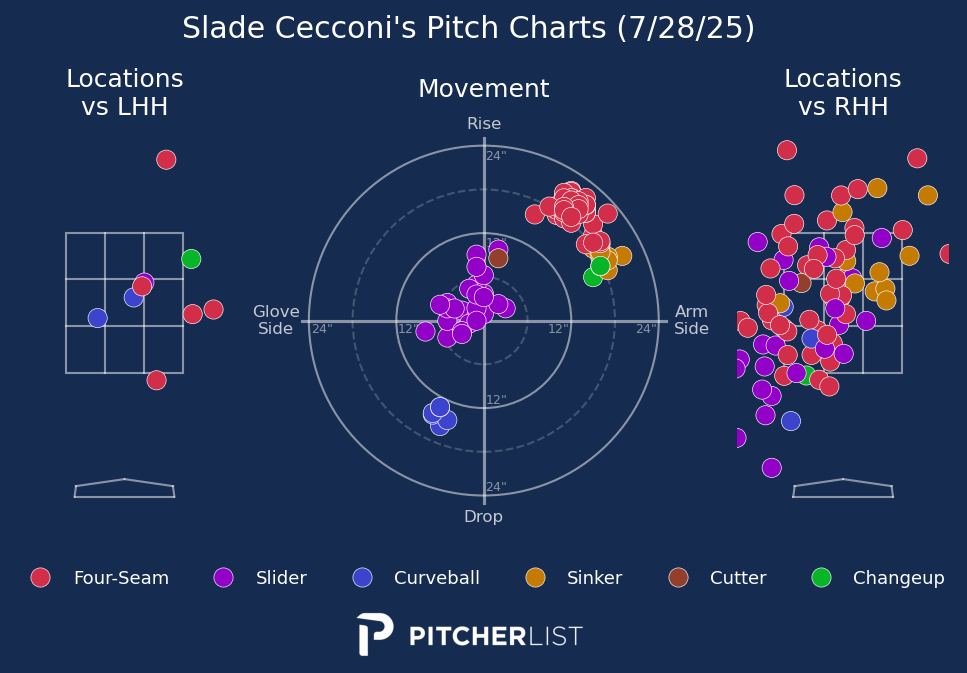 Slade Cecconi's Pitch Charts (7/28/25)
Locations
vs LHH
Movement
Locations
vs RHH
Rise
24"
12"
Glove
Side
24"
12"
12"
24"
Arm
Side
12"
24"
Drop
Four-Seam
Slider
Curveball
Sinker
Cutter
Changeup
PITCHERLIST